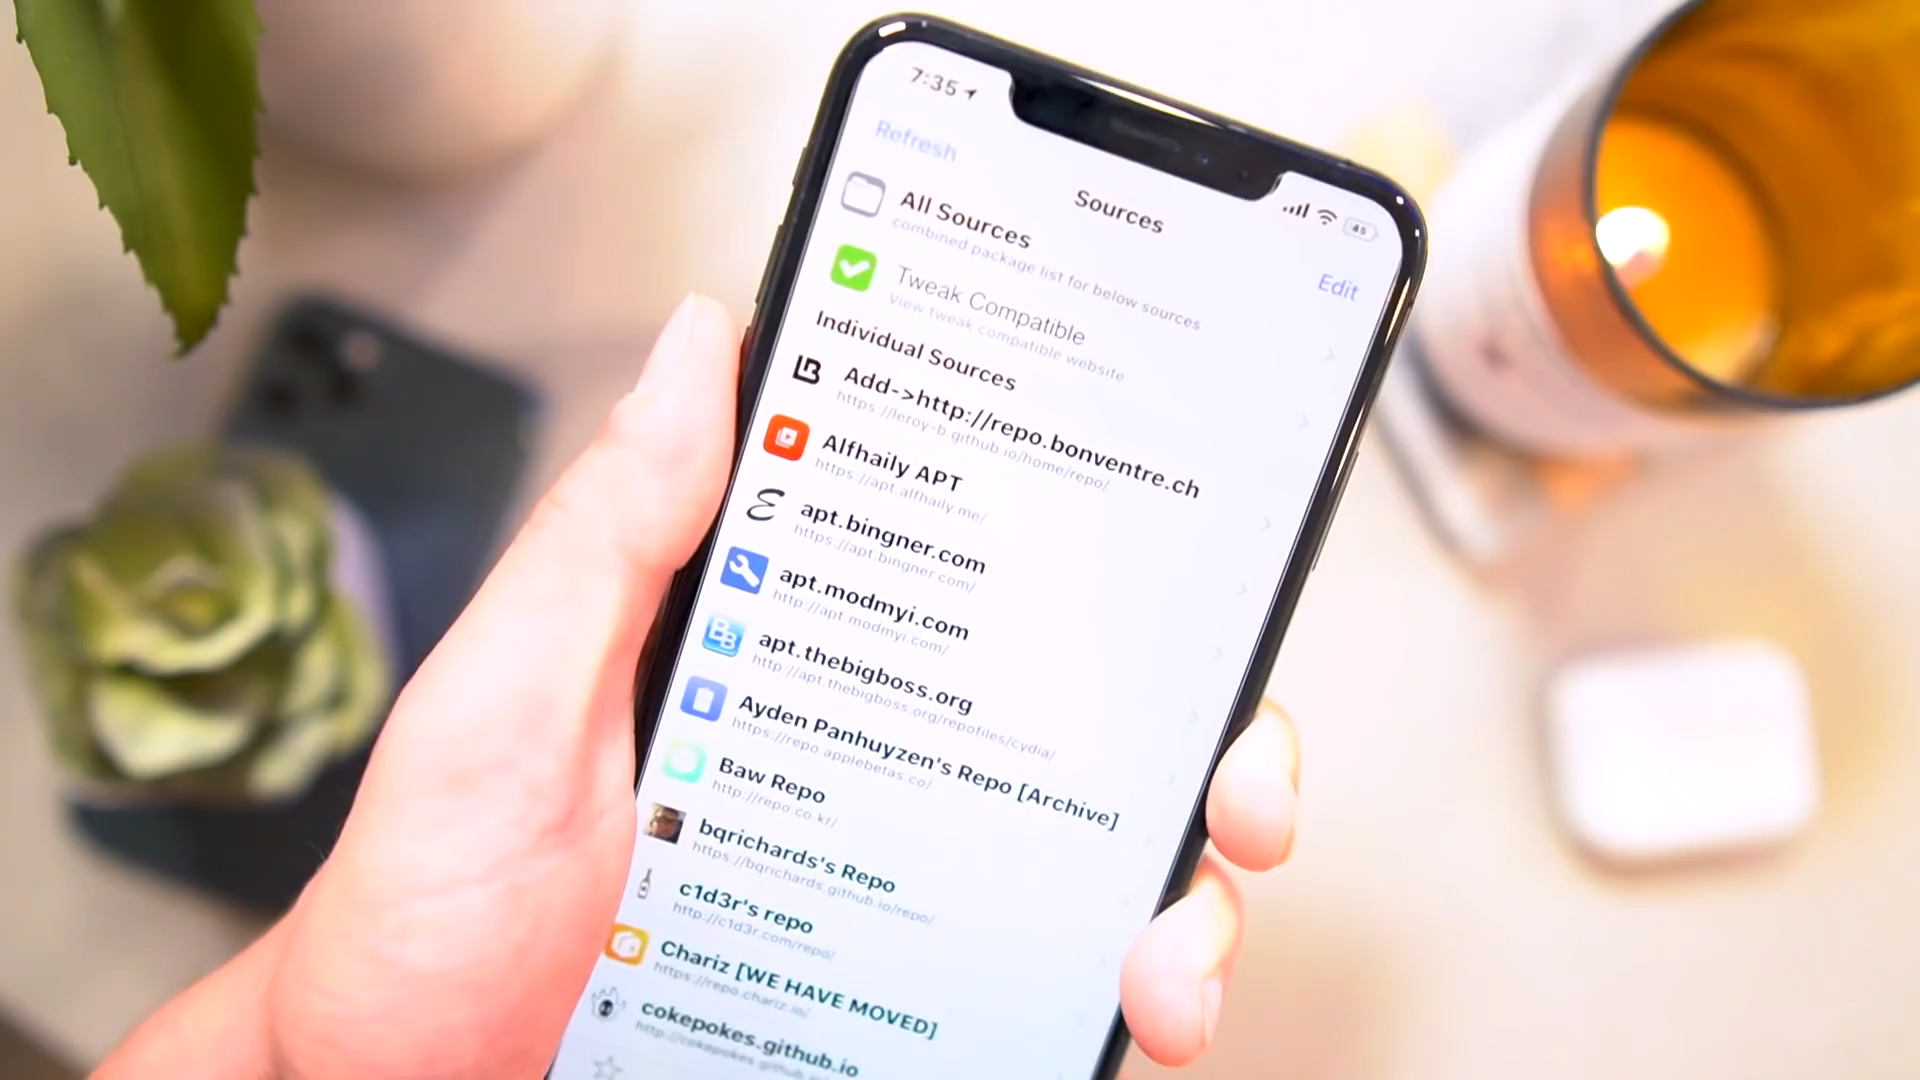 7:35
45
Refresh
Sources
Edit
All Sources
combined package list for below sources
Tweak Compatible
View tweak compatible website
Individual Sources
Add->http://repo.bonventre.ch
https://leroy-b.github.io/home/repo/
Alfhaily APT
https://apt.alfhaily.me/
apt.bingner.com
https://apt.bingner.com/
apt.modmyi.com
http://apt.modmyi.com/
BB
apt.thebigboss.org
http://apt.thebigboss.org/repofiles/cydia/
Ayden Panhuyzen's Repo [Archive]
https://repo.applebetas.co/
Baw Repo
http://repo.co.kr/
bqrichards's Repo
https://bqrichards.github.io/repo/
c1d3r's repo
http://c1d3r.com/repo/
Chariz [WE HAVE MOVED]
https://repo.chariz.io/
cokepokes.github.io